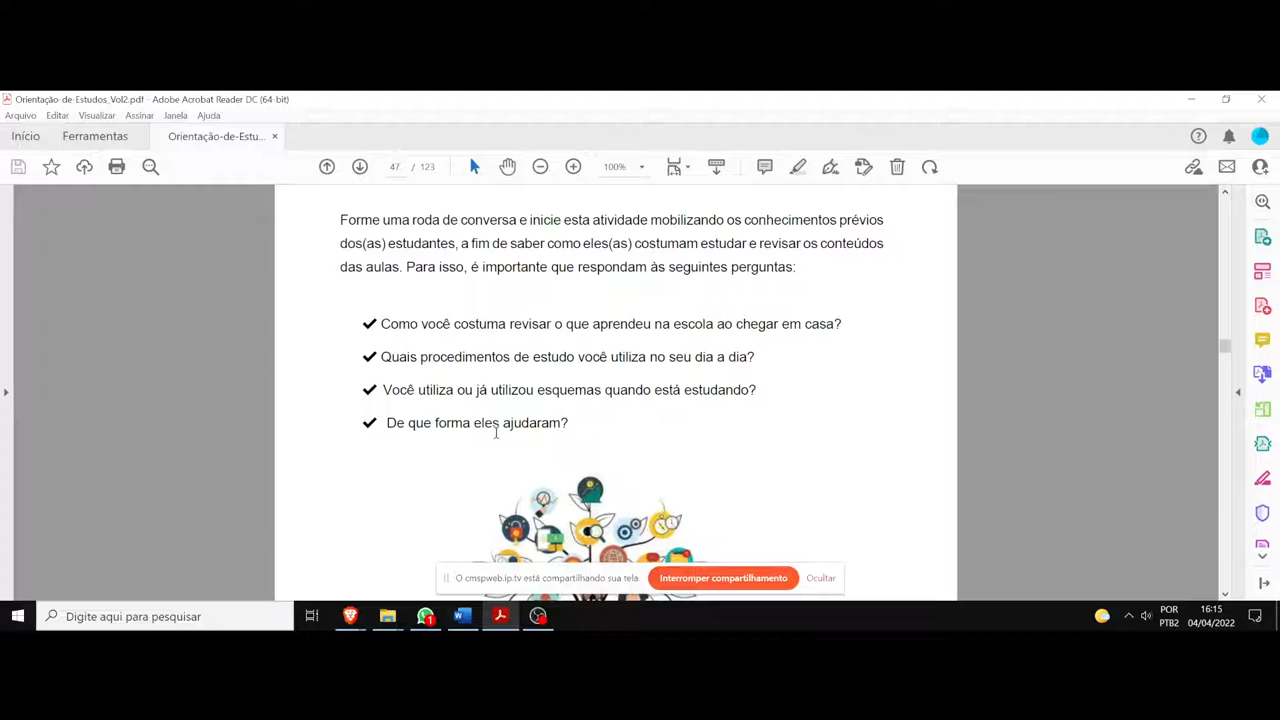 Orientação-de-Estudos_Vol2.pdf - Adobe Acrobat Reader DC (64-bit)
Arquivo Editar Visualizar Assinar Janela Ajuda
Início Ferramentas Orientação-de-Estu... ×
47 / 123 100%
Forme uma roda de conversa e inicie esta atividade mobilizando os conhecimentos prévios
dos(as) estudantes, a fim de saber como eles(as) costumam estudar e revisar os conteúdos
das aulas. Para isso, é importante que respondam às seguintes perguntas:
✔ Como você costuma revisar o que aprendeu na escola ao chegar em casa?
✔ Quais procedimentos de estudo você utiliza no seu dia a dia?
✔ Você utiliza ou já utilizou esquemas quando está estudando?
✔ De que forma eles ajudaram?
O cmspweb.ip.tv está compartilhando sua tela. Interromper compartilhamento Ocultar
Digite aqui para pesquisar
1
POR 16:15
PTB2 04/04/2022